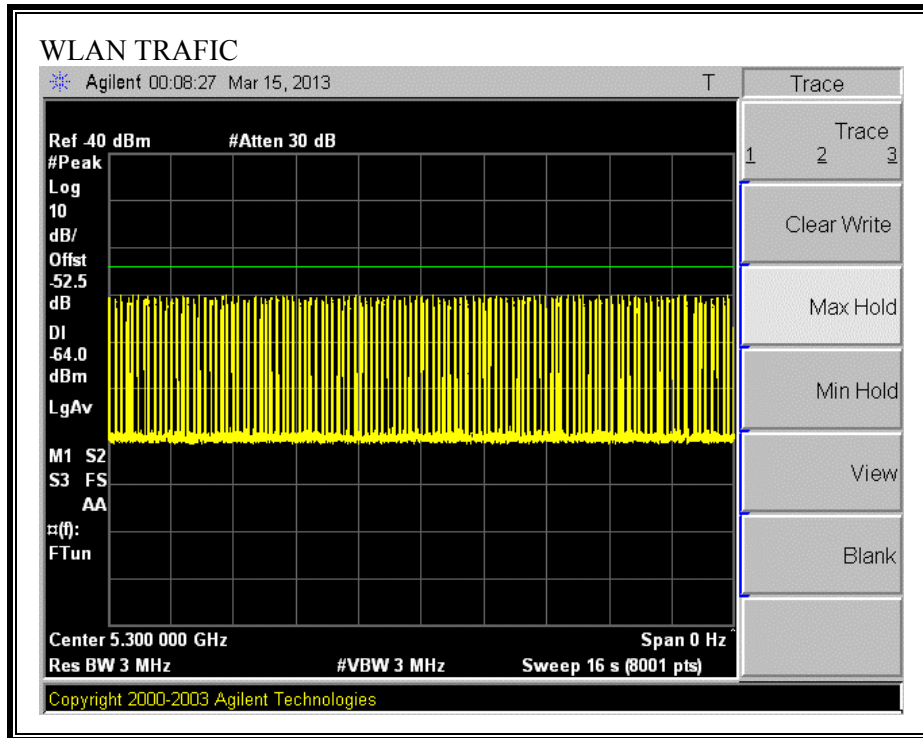 WLAN TRAFIC
Agilent 00:08:27 Mar 15, 2013 T
Trace
Ref -40 dBm #Atten 30 dB
#Peak
Log
10
dB/
Offst
-52.5
dB
DI
-64.0
dBm
LgAv
M1 S2
S3 FS
AA
¤(f):
FTun
Center 5.300 000 GHz Span 0 Hz^
Res BW 3 MHz #VBW 3 MHz Sweep 16 s (8001 pts)
Copyright 2000-2003 Agilent Technologies
Trace
1 2 3
Clear Write
Max Hold
Min Hold
View
Blank